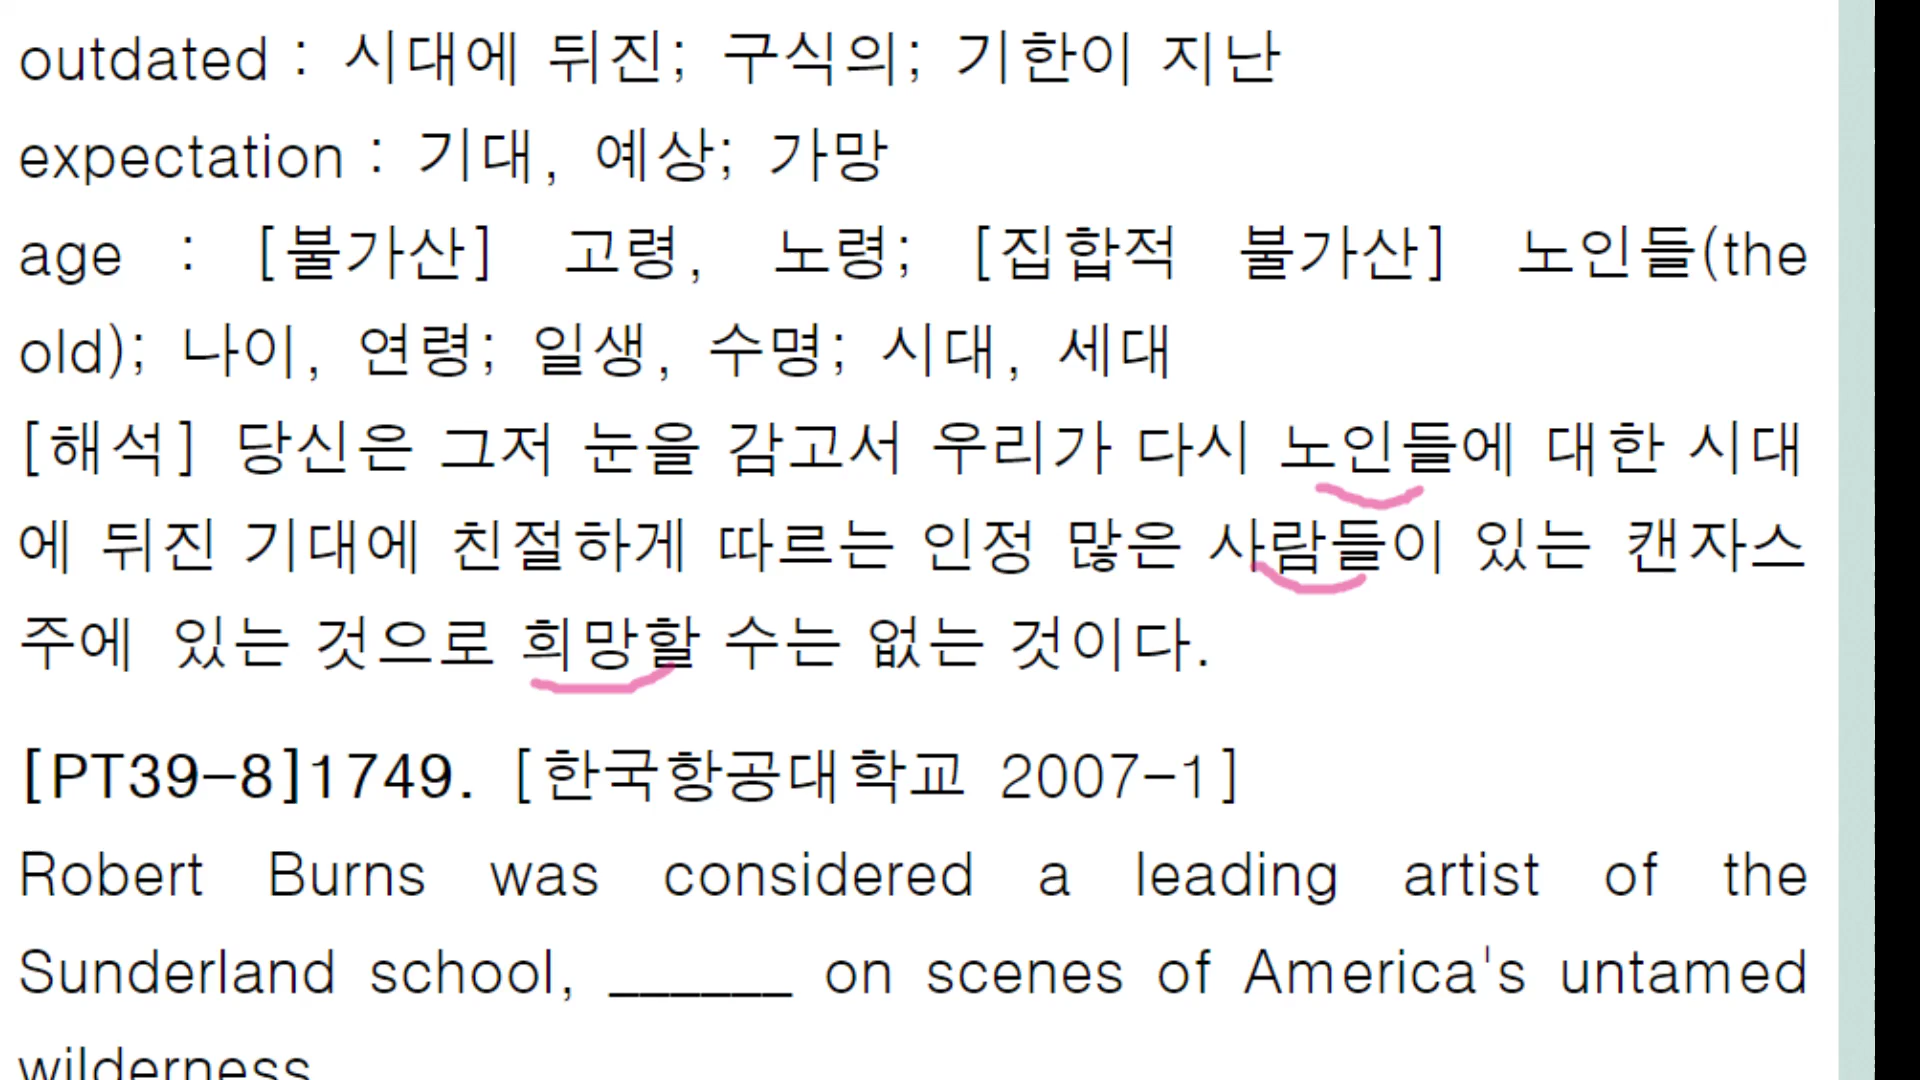 outdated : 시대에 뒤진; 구식의; 기한이 지난
expectation : 기대, 예상; 가망
age : [불가산] 고령, 노령; [집합적 불가산] 노인들(the
old); 나이, 연령; 일생, 수명; 시대, 세대
[해석] 당신은 그저 눈을 감고서 우리가 다시 노인들에 대한 시대
에 뒤진 기대에 친절하게 따르는 인정 많은 사람들이 있는 캔자스
주에 있는 것으로 희망할 수는 없는 것이다.
[PT39-8]1749. [한국항공대학교 2007-1]
Robert Burns was considered a leading artist of the
Sunderland school, ______ on scenes of America's untamed
wilderness.